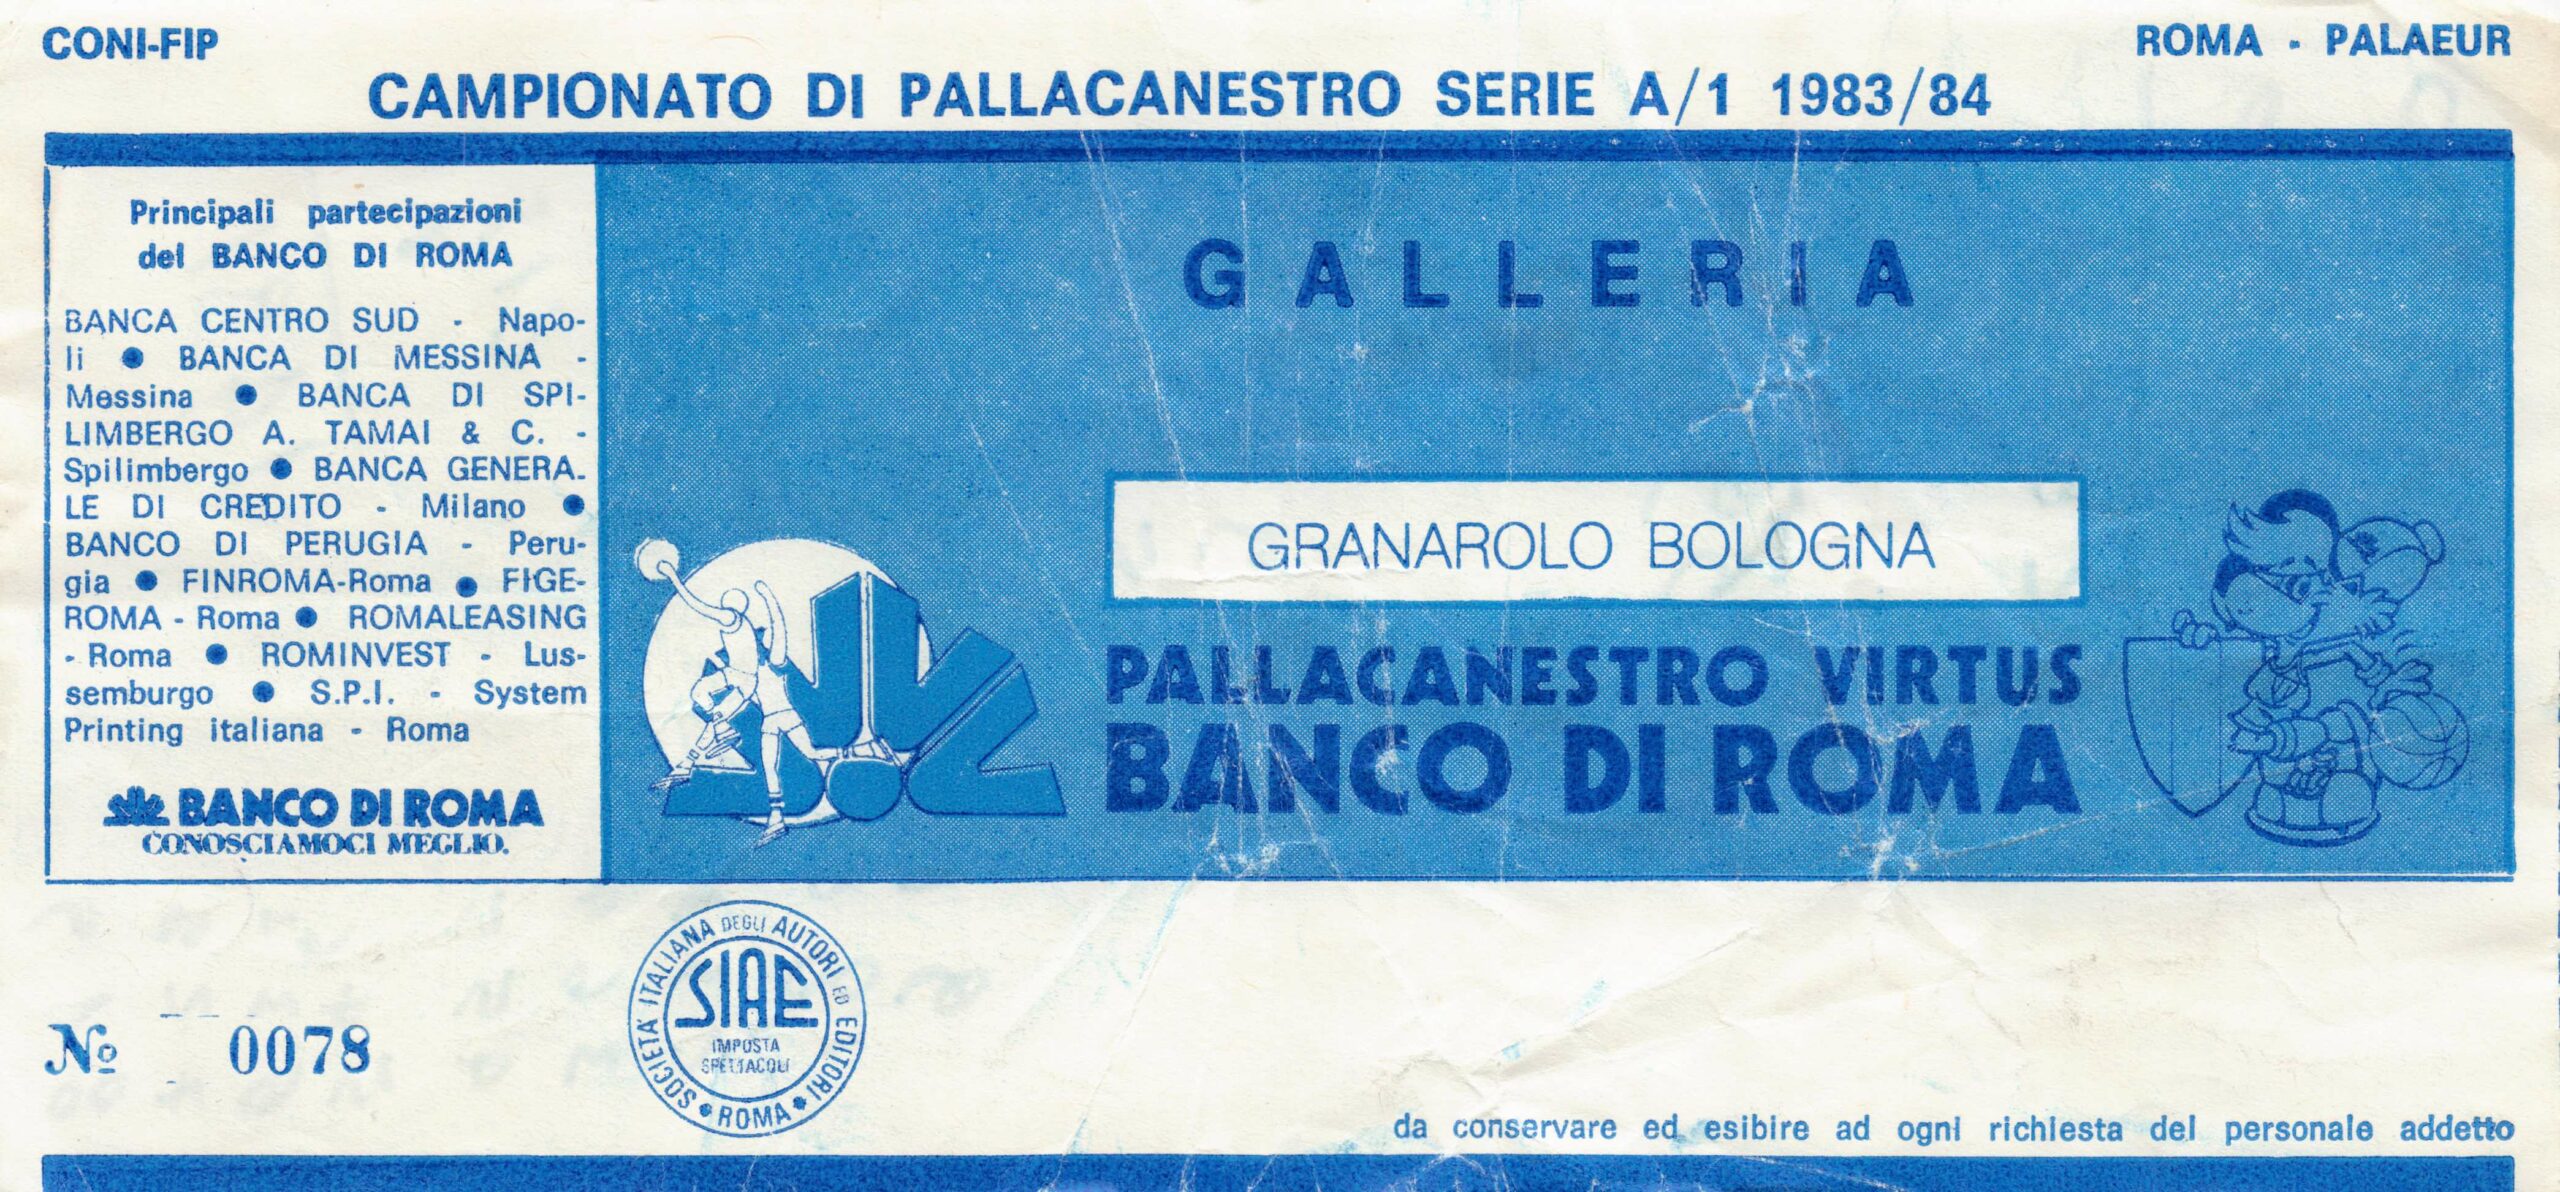 CONI-FIP
ROMA - PALAEUR
CAMPIONATO DI PALLACANESTRO SERIE A/1 1983/84
Principali partecipazioni
del BANCO DI ROMA
BANCA CENTRO SUD - Napo-
li ● BANCA DI MESSINA -
Messina ● BANCA DI SPI-
LIMBERGO A. TAMAI & C. -
Spilimbergo ● BANCA GENERA-
LE DI CREDITO - Milano ●
BANCO DI PERUGIA - Peru-
gia ● FINROMA-Roma ● FIGE-
ROMA - Roma ● ROMALEASING
- Roma ● ROMINVEST - Lus-
semburgo ● S.P.I. - System
Printing italiana - Roma
BANCO DI ROMA
CONOSCIAMOCI MEGLIO.
GALLERIA
GRANAROLO BOLOGNA
PALLACANESTRO VIRTUS
BANCO DI ROMA
Nº 0078
SOCIETÀ ITALIANA DEGLI AUTORI ED EDITORI
SIAE
IMPOSTA
SPETTACOLI
ROMA
da conservare ed esibire ad ogni richiesta del personale addetto